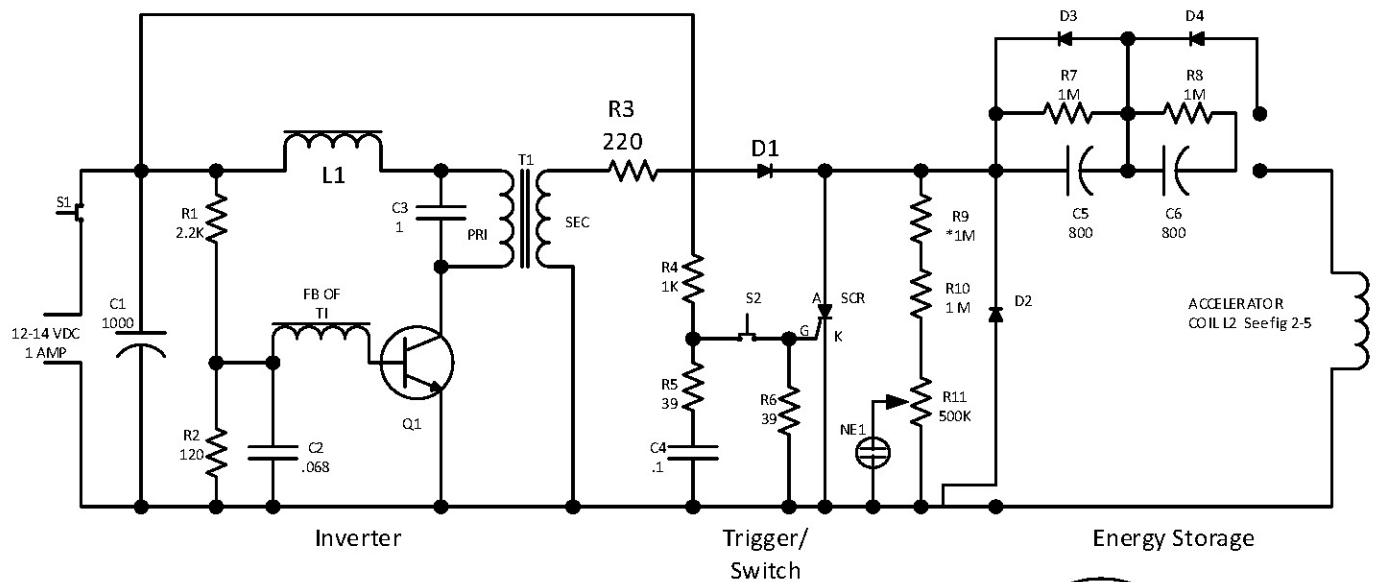 D3
D4
R7
1M
R8
1M
R3
220
D1
T1
L1
S1
R1
2.2K
C3
1
PRI
SEC
R9
*1M
C5
800
C6
800
R4
1K
FB OF
TI
C1
1000
S2
A
SCR
G
K
R10
1 M
D2
ACCELERATOR
COIL L2 See fig 2-5
12-14 VDC
1 AMP
R5
39
R6
39
R11
500K
Q1
NE1
R2
120
C2
.068
C4
.1
Inverter
Trigger/
Switch
Energy Storage